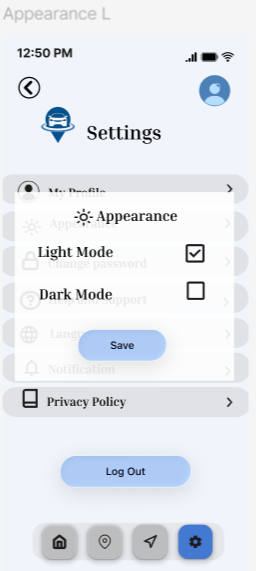 Appearance L
12:50 PM
Settings
My Profile
Appearance
Appearance
Light Mode
Change password
Dark Mode
Support
Save
Notification
Privacy Policy
Log Out